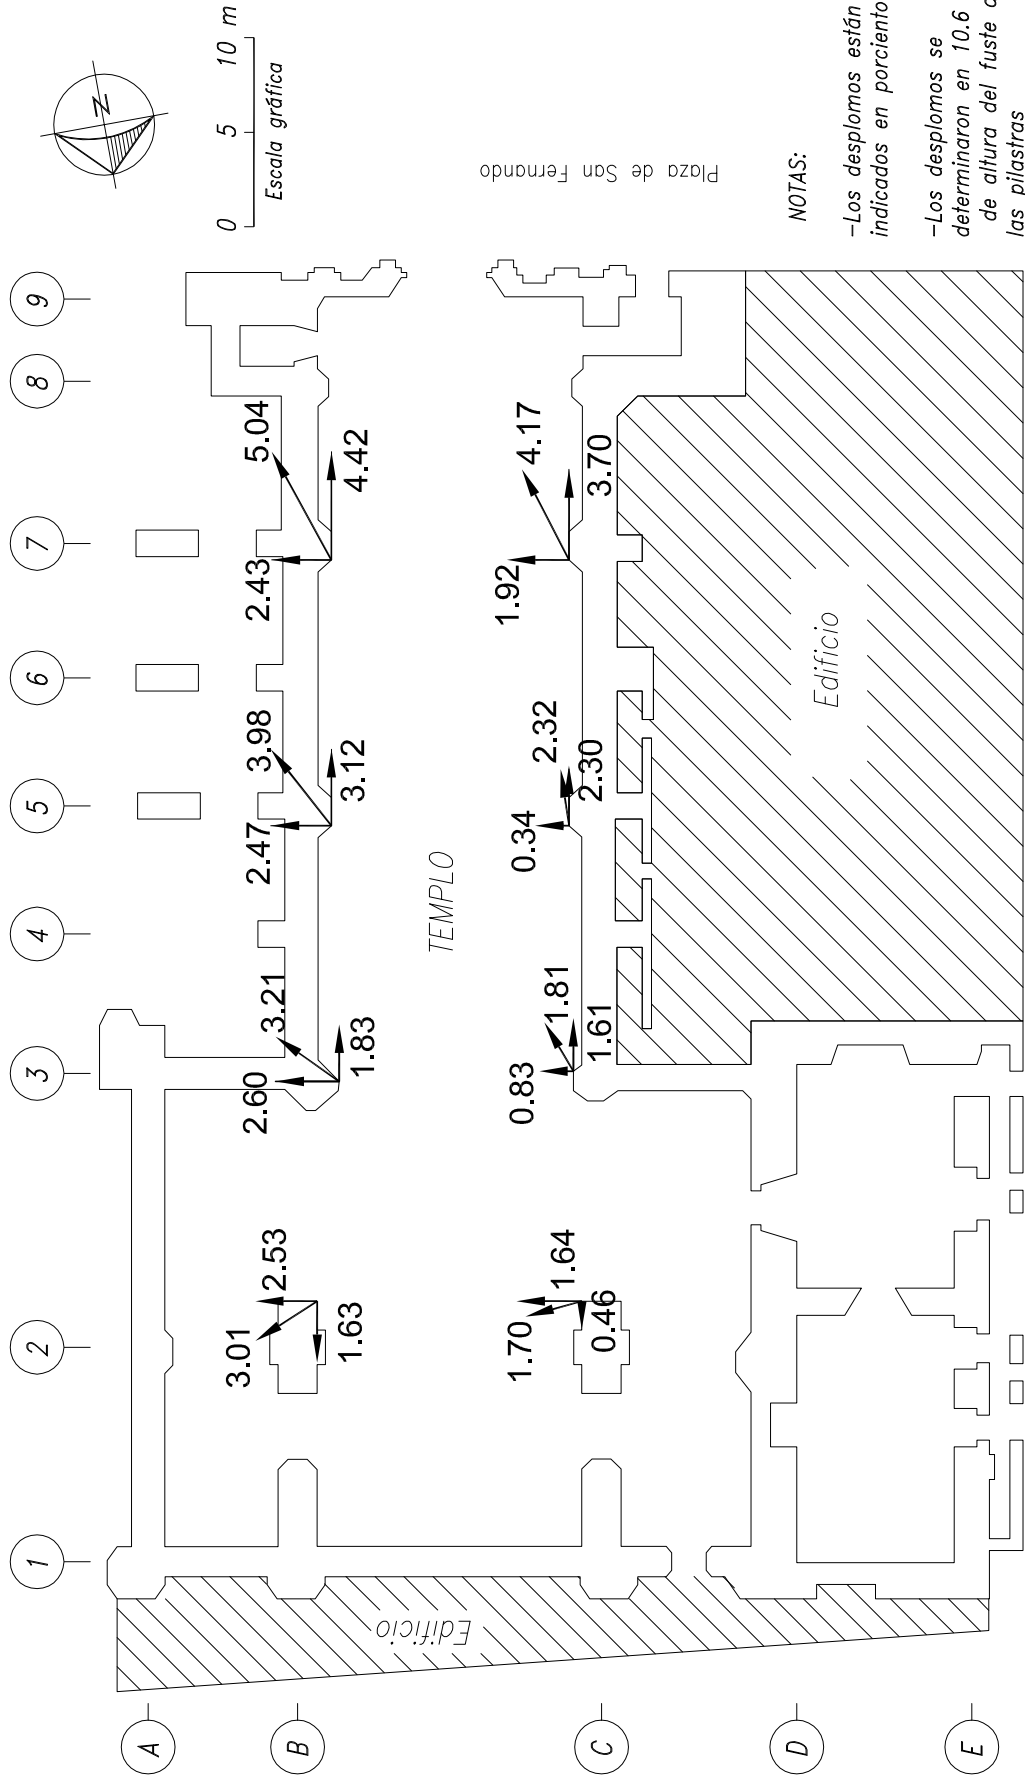 1
2
3
4
5
6
7
8
9
A
B
C
D
E
N
0 5 10 m
Escala gráfica
Plaza de San Fernando
NOTAS:
-Los desplomos están
indicados en porciento
-Los desplomos se
determinaron en 10.6
de altura del fuste
las pilastras
TEMPLO
Edificio
Edificio
3.01
2.53
1.63
2.60
3.21
1.83
2.47
3.98
3.12
2.43
5.04
4.42
1.70
1.64
0.46
0.83
1.81
1.61
0.34
2.32
2.30
1.92
4.17
3.70